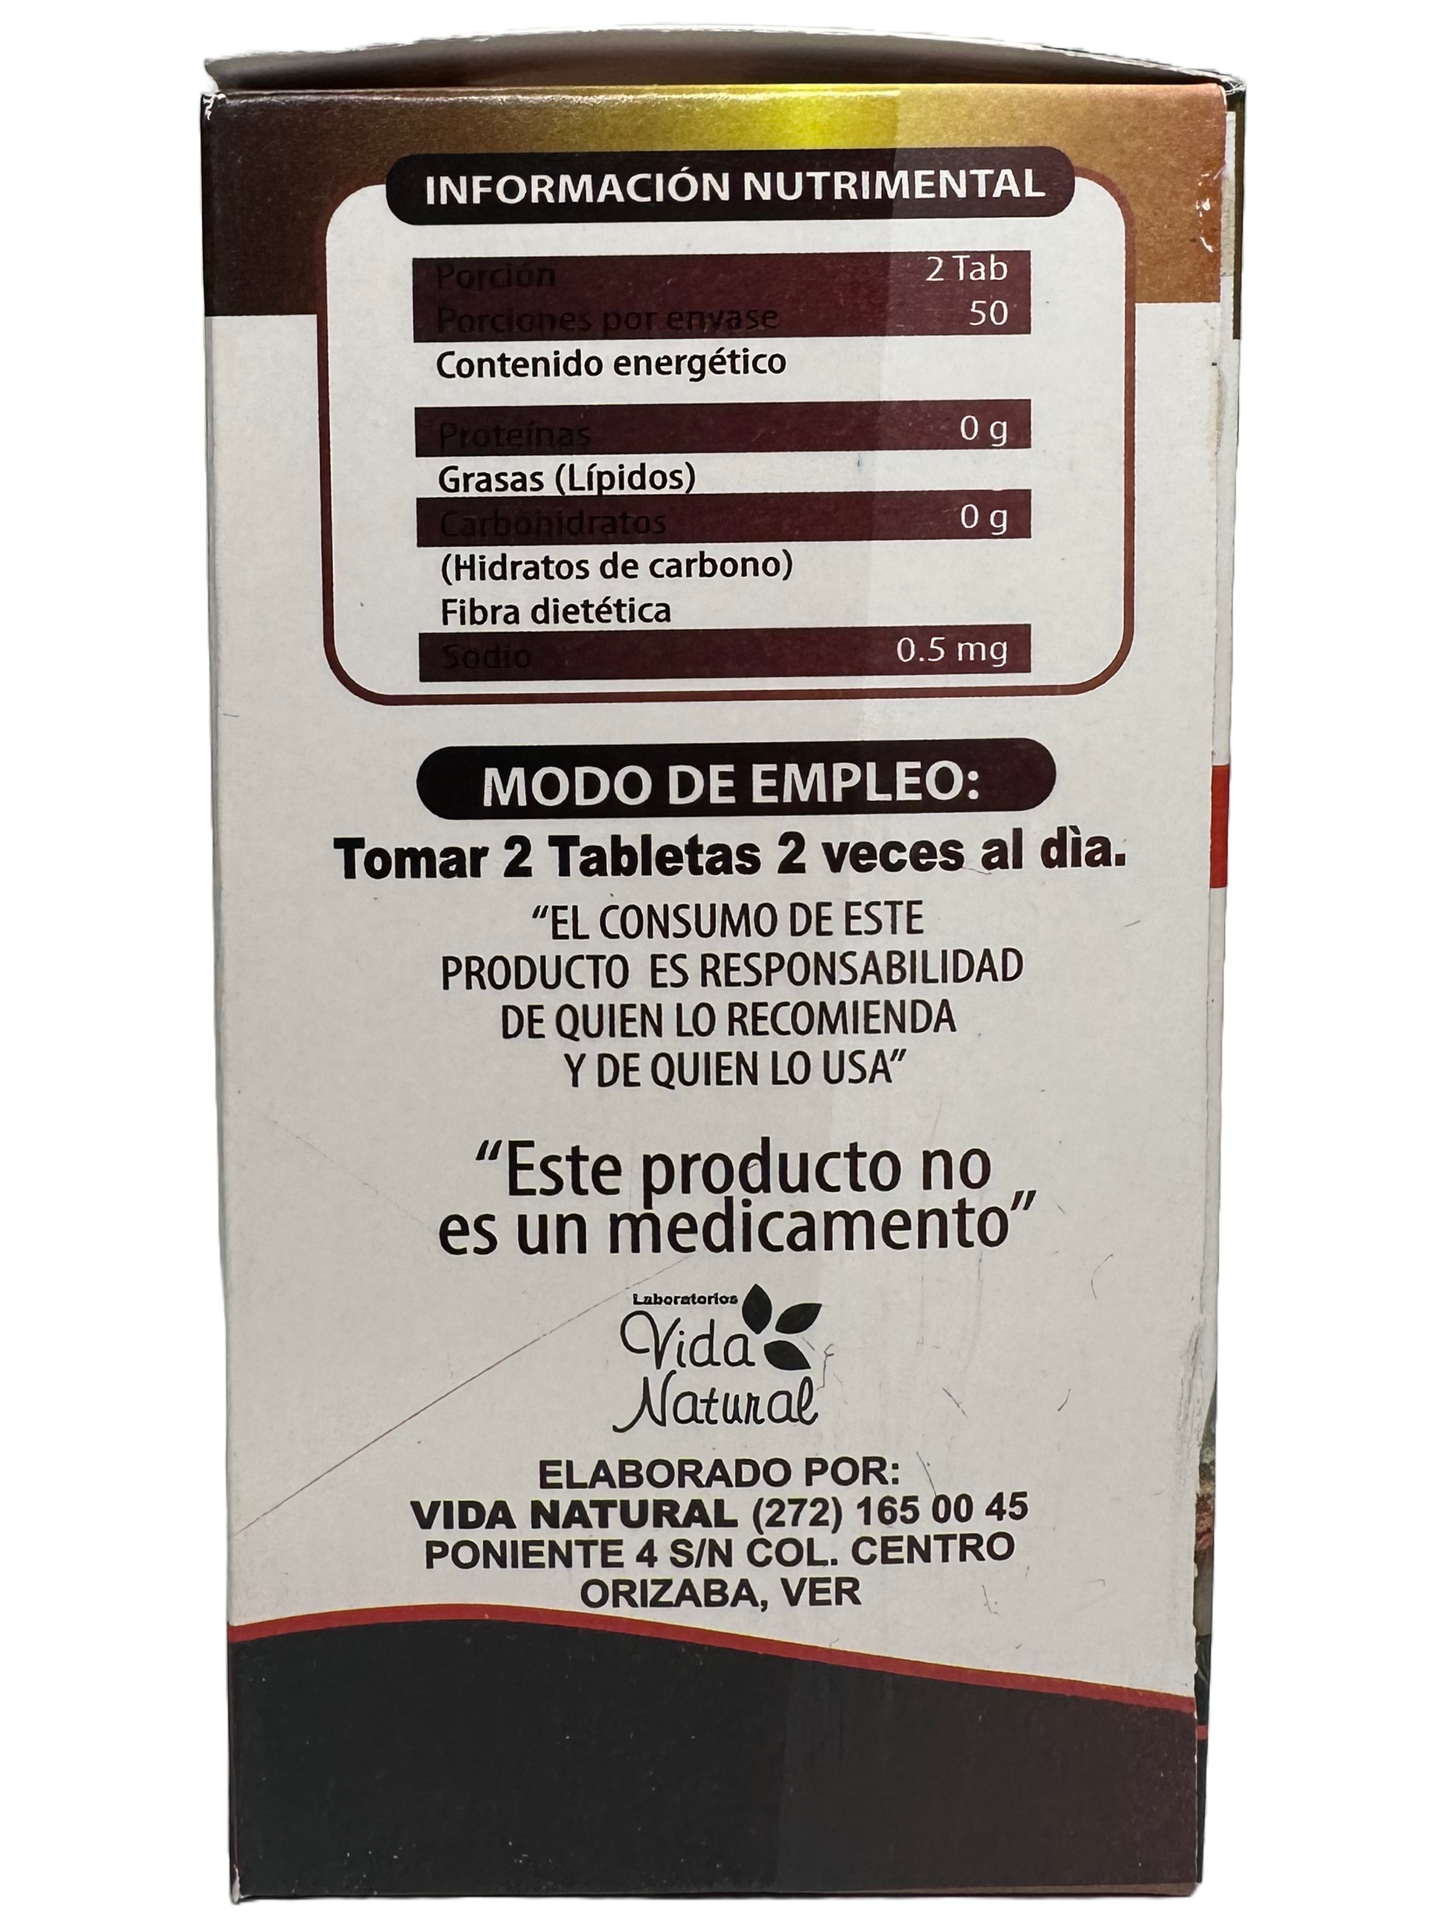 INFORMACIÓN NUTRIMENTAL
Porción 2 Tab
Porciones por envase 50
Contenido energético
Proteínas 0 g
Grasas (Lípidos)
Carbohidratos 0 g
(Hidratos de carbono)
Fibra dietética
Sodio 0.5 mg
MODO DE EMPLEO:
Tomar 2 Tabletas 2 veces al dìa.
“EL CONSUMO DE ESTE
PRODUCTO ES RESPONSABILIDAD
DE QUIEN LO RECOMIENDA
Y DE QUIEN LO USA”
“Este producto no
es un medicamento”
Laboratorios
Vida
Natural
ELABORADO POR:
VIDA NATURAL (272) 165 00 45
PONIENTE 4 S/N COL. CENTRO
ORIZABA, VER